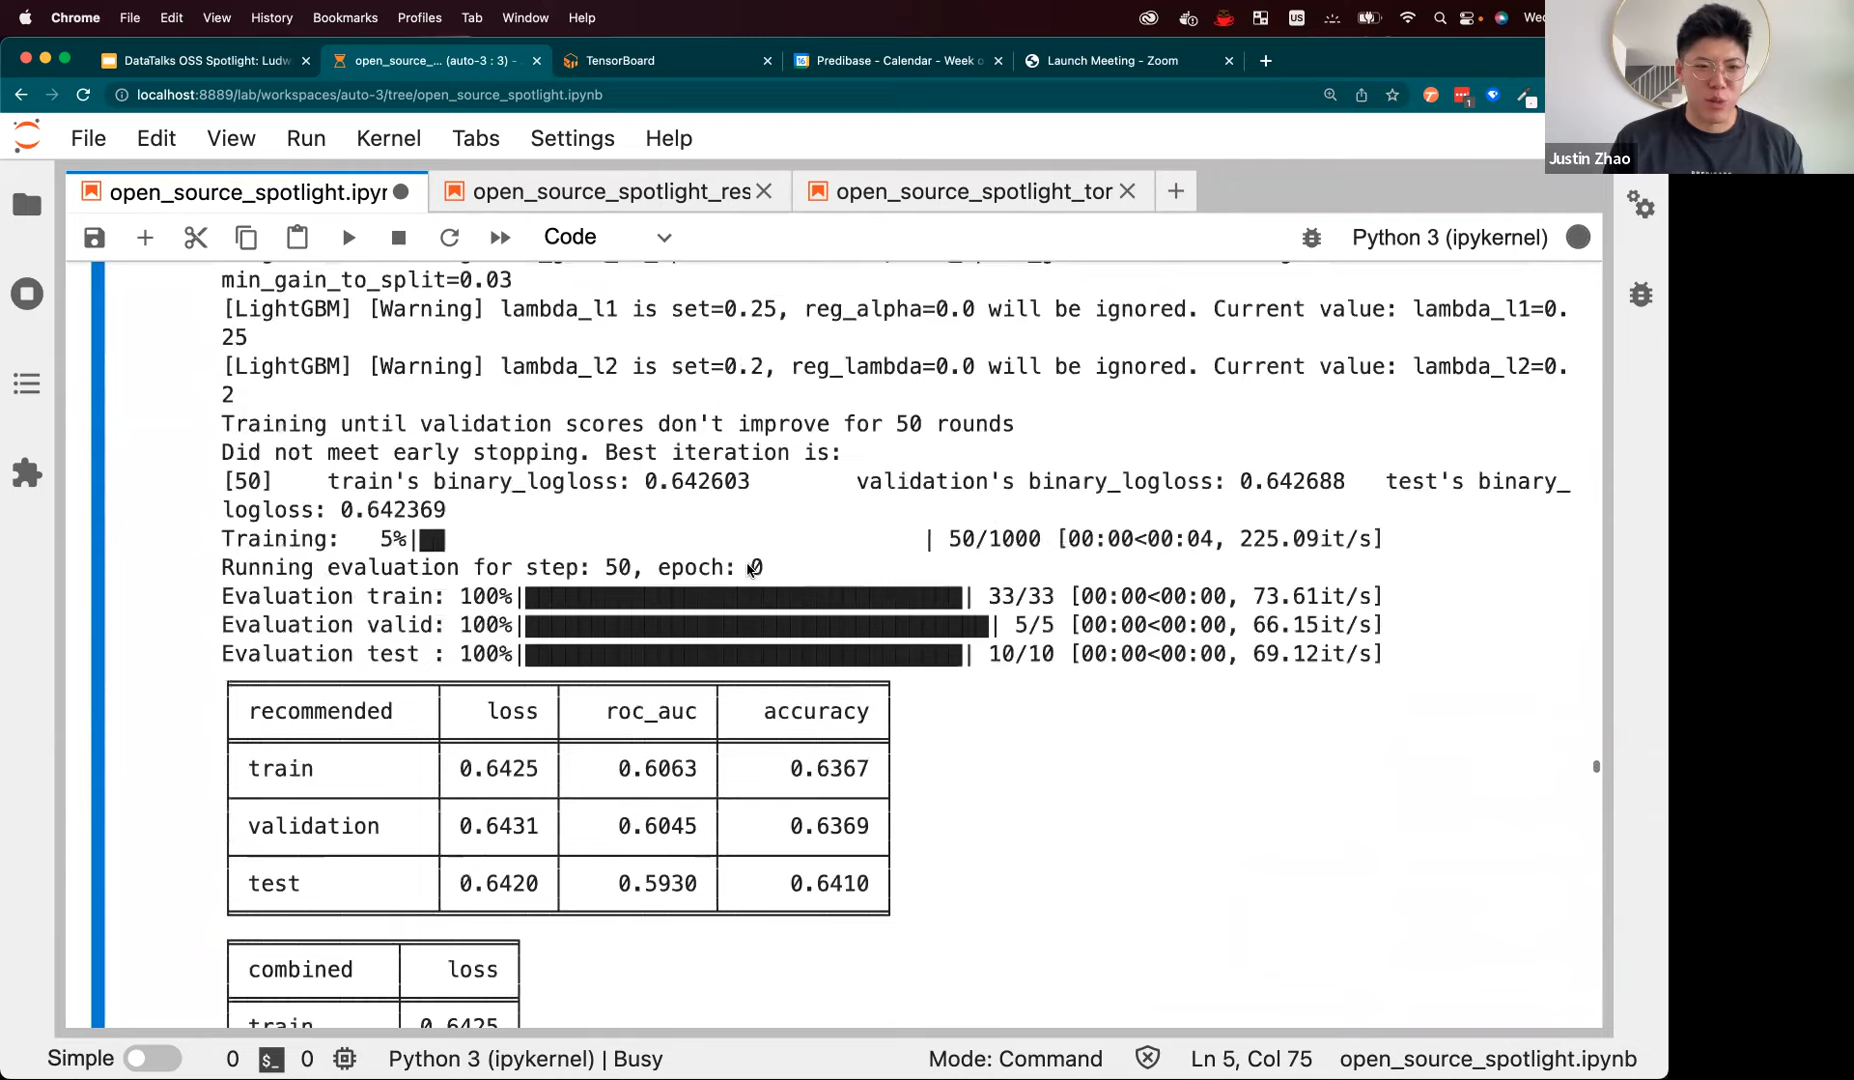 Chrome File Edit View History Bookmarks Profiles Tab Window Help US
DataTalks OSS Spotlight: Ludw
open_source_... (auto-3 : 3) -
TensorBoard
Predibase - Calendar - Week o
Launch Meeting - Zoom
localhost:8889/lab/workspaces/auto-3/tree/open_source_spotlight.ipynb
Justin Zhao
File Edit View Run Kernel Tabs Settings Help
open_source_spotlight.ipyr
open_source_spotlight_res
open_source_spotlight_tor
Code
Python 3 (ipykernel)
min_gain_to_split=0.03
[LightGBM] [Warning] lambda_l1 is set=0.25, reg_alpha=0.0 will be ignored. Current value: lambda_l1=0.
25
[LightGBM] [Warning] lambda_l2 is set=0.2, reg_lambda=0.0 will be ignored. Current value: lambda_l2=0.
2
Training until validation scores don't improve for 50 rounds
Did not meet early stopping. Best iteration is:
[50] train's binary_logloss: 0.642603 validation's binary_logloss: 0.642688 test's binary_
logloss: 0.642369
Training: 5%| | 50/1000 [00:00<00:04, 225.09it/s]
Running evaluation for step: 50, epoch: 0
Evaluation train: 100%| | 33/33 [00:00<00:00, 73.61it/s]
Evaluation valid: 100%| | 5/5 [00:00<00:00, 66.15it/s]
Evaluation test : 100%| | 10/10 [00:00<00:00, 69.12it/s]
recommended loss roc_auc accuracy
train 0.6425 0.6063 0.6367
validation 0.6431 0.6045 0.6369
test 0.6420 0.5930 0.6410
combined loss
train 0.6425
Simple 0 0 Python 3 (ipykernel) | Busy Mode: Command Ln 5, Col 75 open_source_spotlight.ipynb